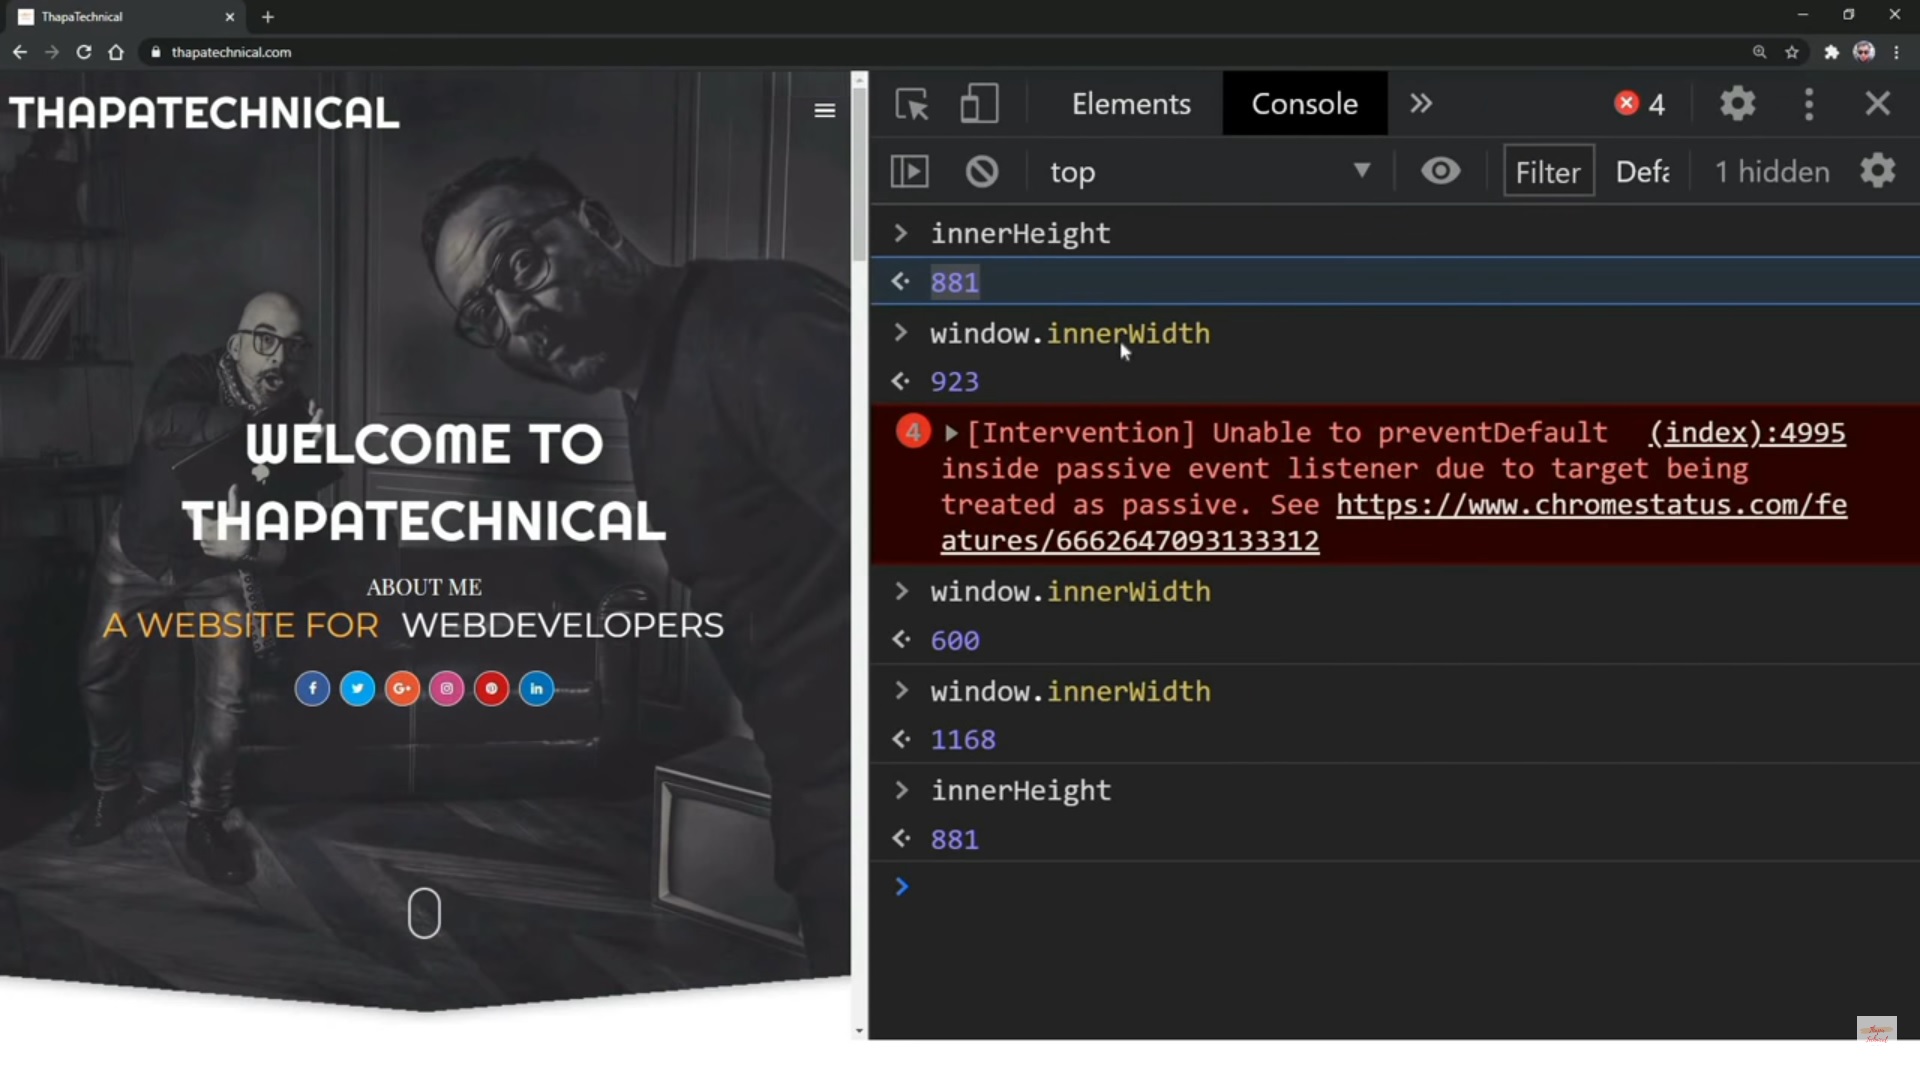 ThapaTechnical
thapatechnical.com
THAPATECHNICAL
WELCOME TO
THAPATECHNICAL
ABOUT ME
A WEBSITE FOR WEBDEVELOPERS
Elements Console 4
top Filter Defa 1 hidden
innerHeight
881
window.innerWidth
923
4 [Intervention] Unable to preventDefault (index):4995
inside passive event listener due to target being
treated as passive. See https://www.chromestatus.com/fe
atures/6662647093133312
window.innerWidth
600
window.innerWidth
1168
innerHeight
881